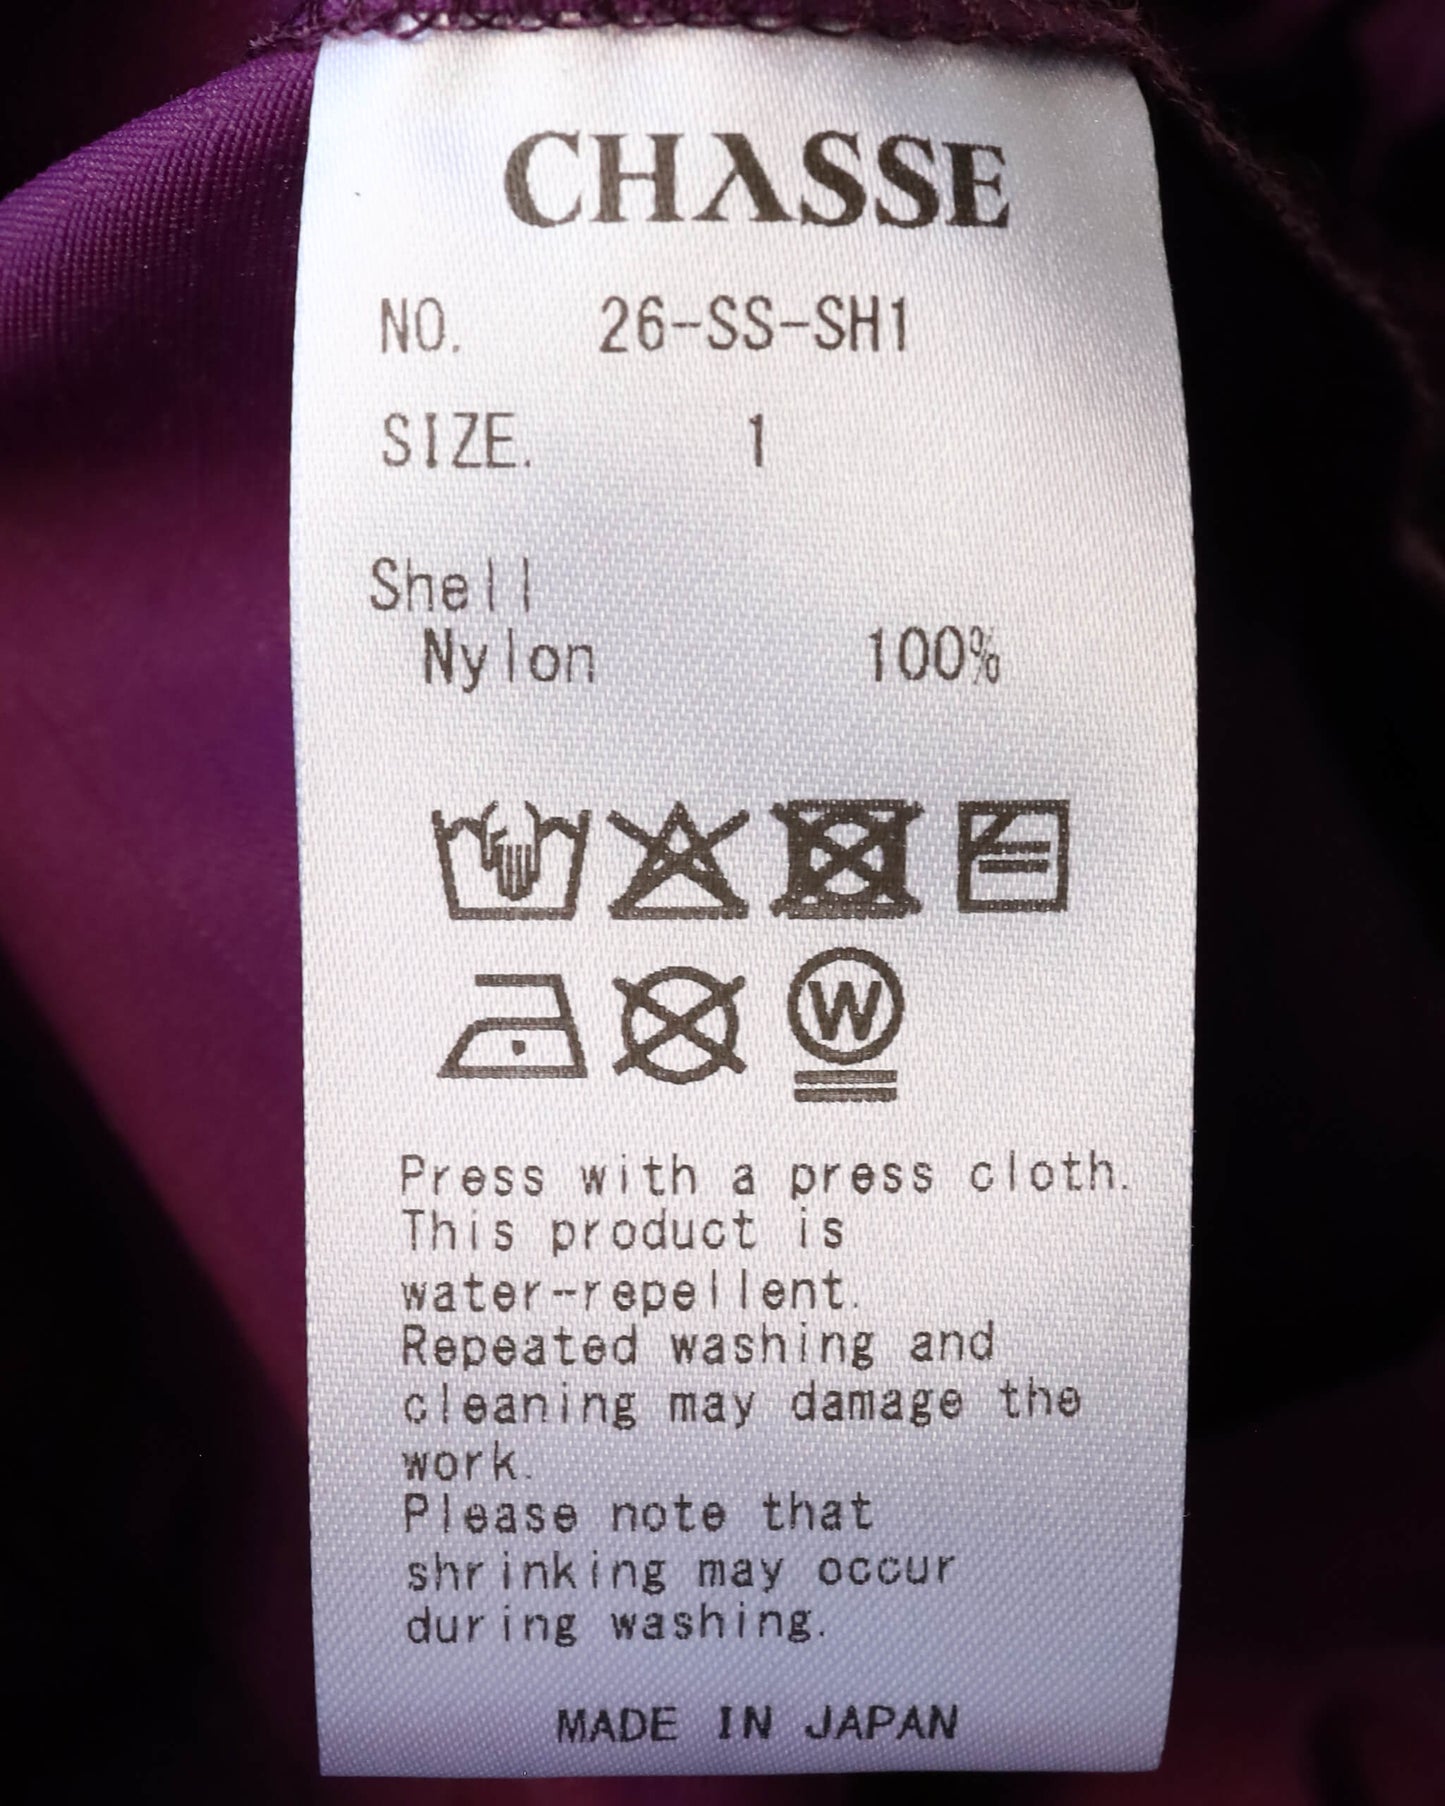 CHASSE
NO. 26-SS-SH1
SIZE. 1
Shell
Nylon 100%
W
Press with a press cloth.
This product is
water-repellent.
Repeated washing and
cleaning may damage the
work.
Please note that
shrinking may occur
during washing.
MADE IN JAPAN